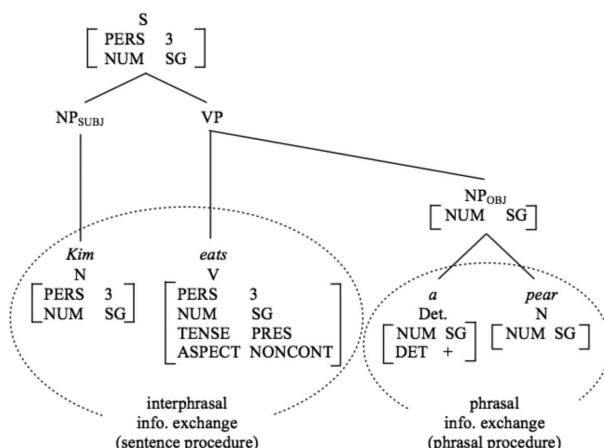 S
PERS 3
NUM SG
NP_SUBJ VP
NP_OBJ
NUM SG
Kim eats
N V
PERS 3 PERS 3
NUM SG NUM SG
TENSE PRES
ASPECT NONCONT
a pear
Det. N
NUM SG NUM SG
DET +
interphrasal phrasal
info. exchange info. exchange
(sentence procedure) (phrasal procedure)